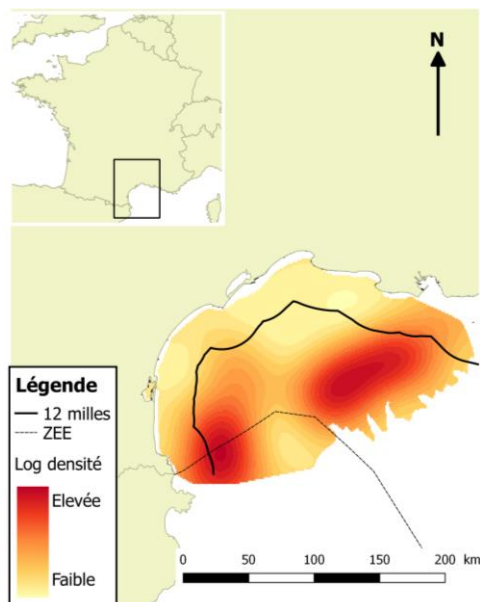 N
Légende
12 milles
ZEE
Log densité
Elevée
Faible
0 50 100 150 200 km